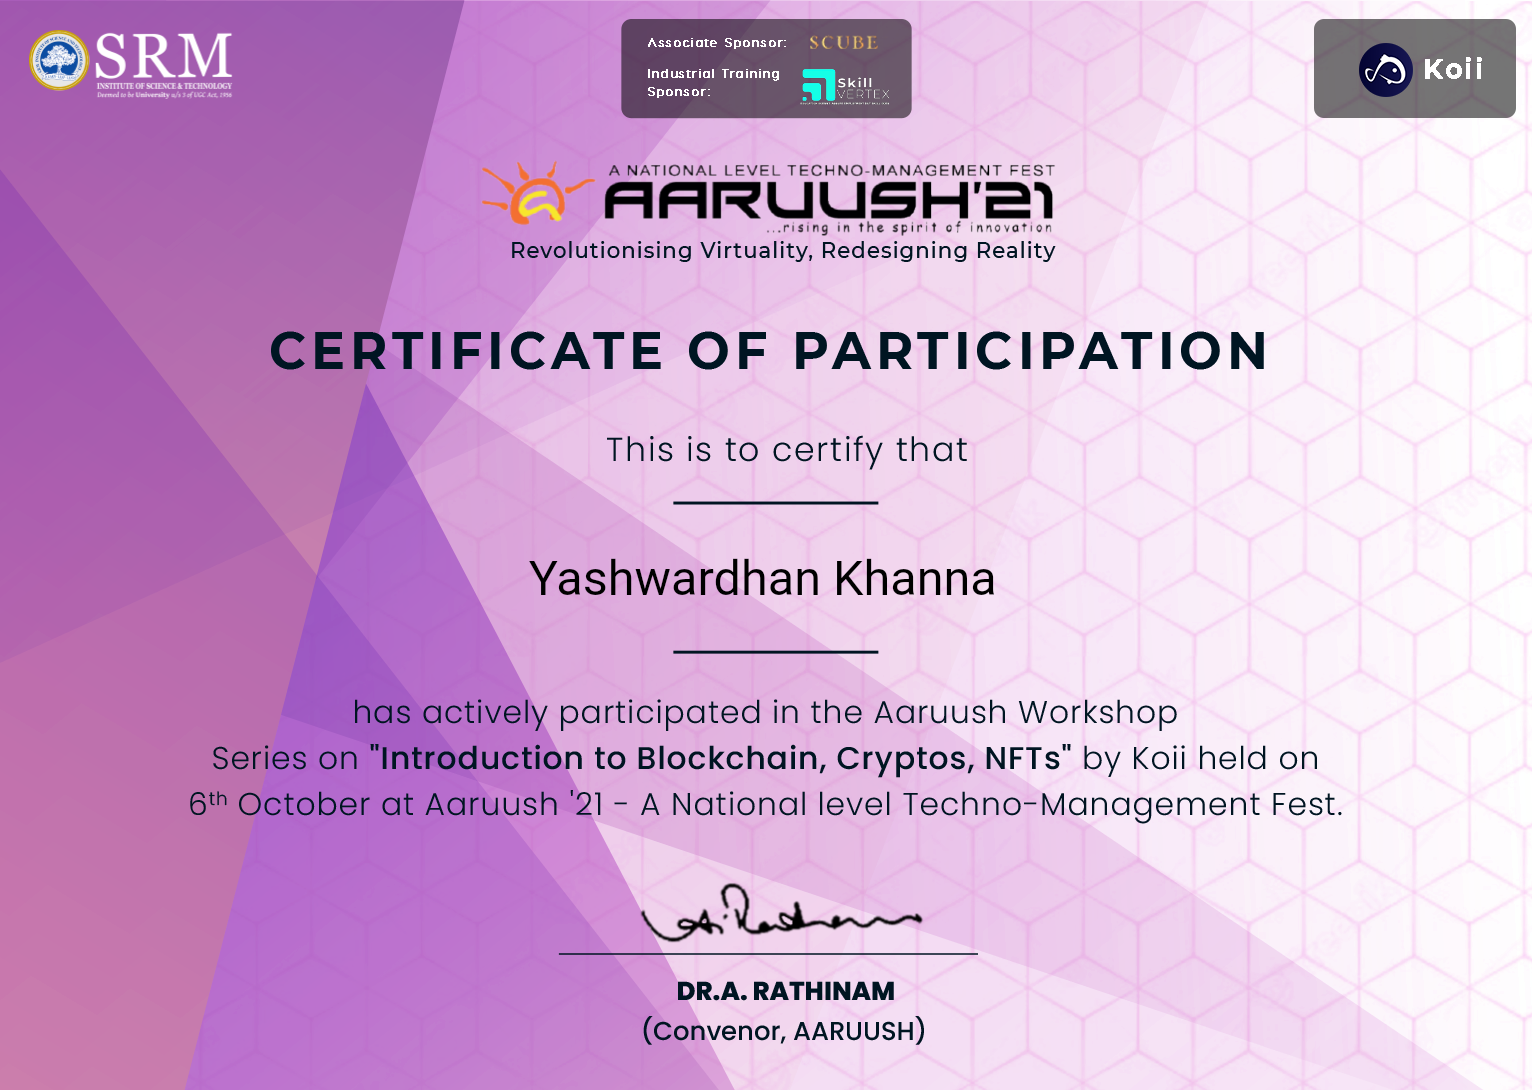 SRM
INSTITUTE OF SCIENCE & TECHNOLOGY
Deemed to be University u/s 3 of UGC Act, 1956
Associate Sponsor: SCUBE
Industrial Training
Sponsor:
Skill
VERTEX
Koii
A NATIONAL LEVEL TECHNO-MANAGEMENT FEST
AARUUSH'21
...rising in the spirit of innovation
Revolutionising Virtuality, Redesigning Reality
CERTIFICATE OF PARTICIPATION
This is to certify that
Yashwardhan Khanna
has actively participated in the Aaruush Workshop
Series on "Introduction to Blockchain, Cryptos, NFTs" by Koii held on
6th October at Aaruush '21 - A National level Techno-Management Fest.
A. Rathinam
DR.A. RATHINAM
(Convenor, AARUUSH)